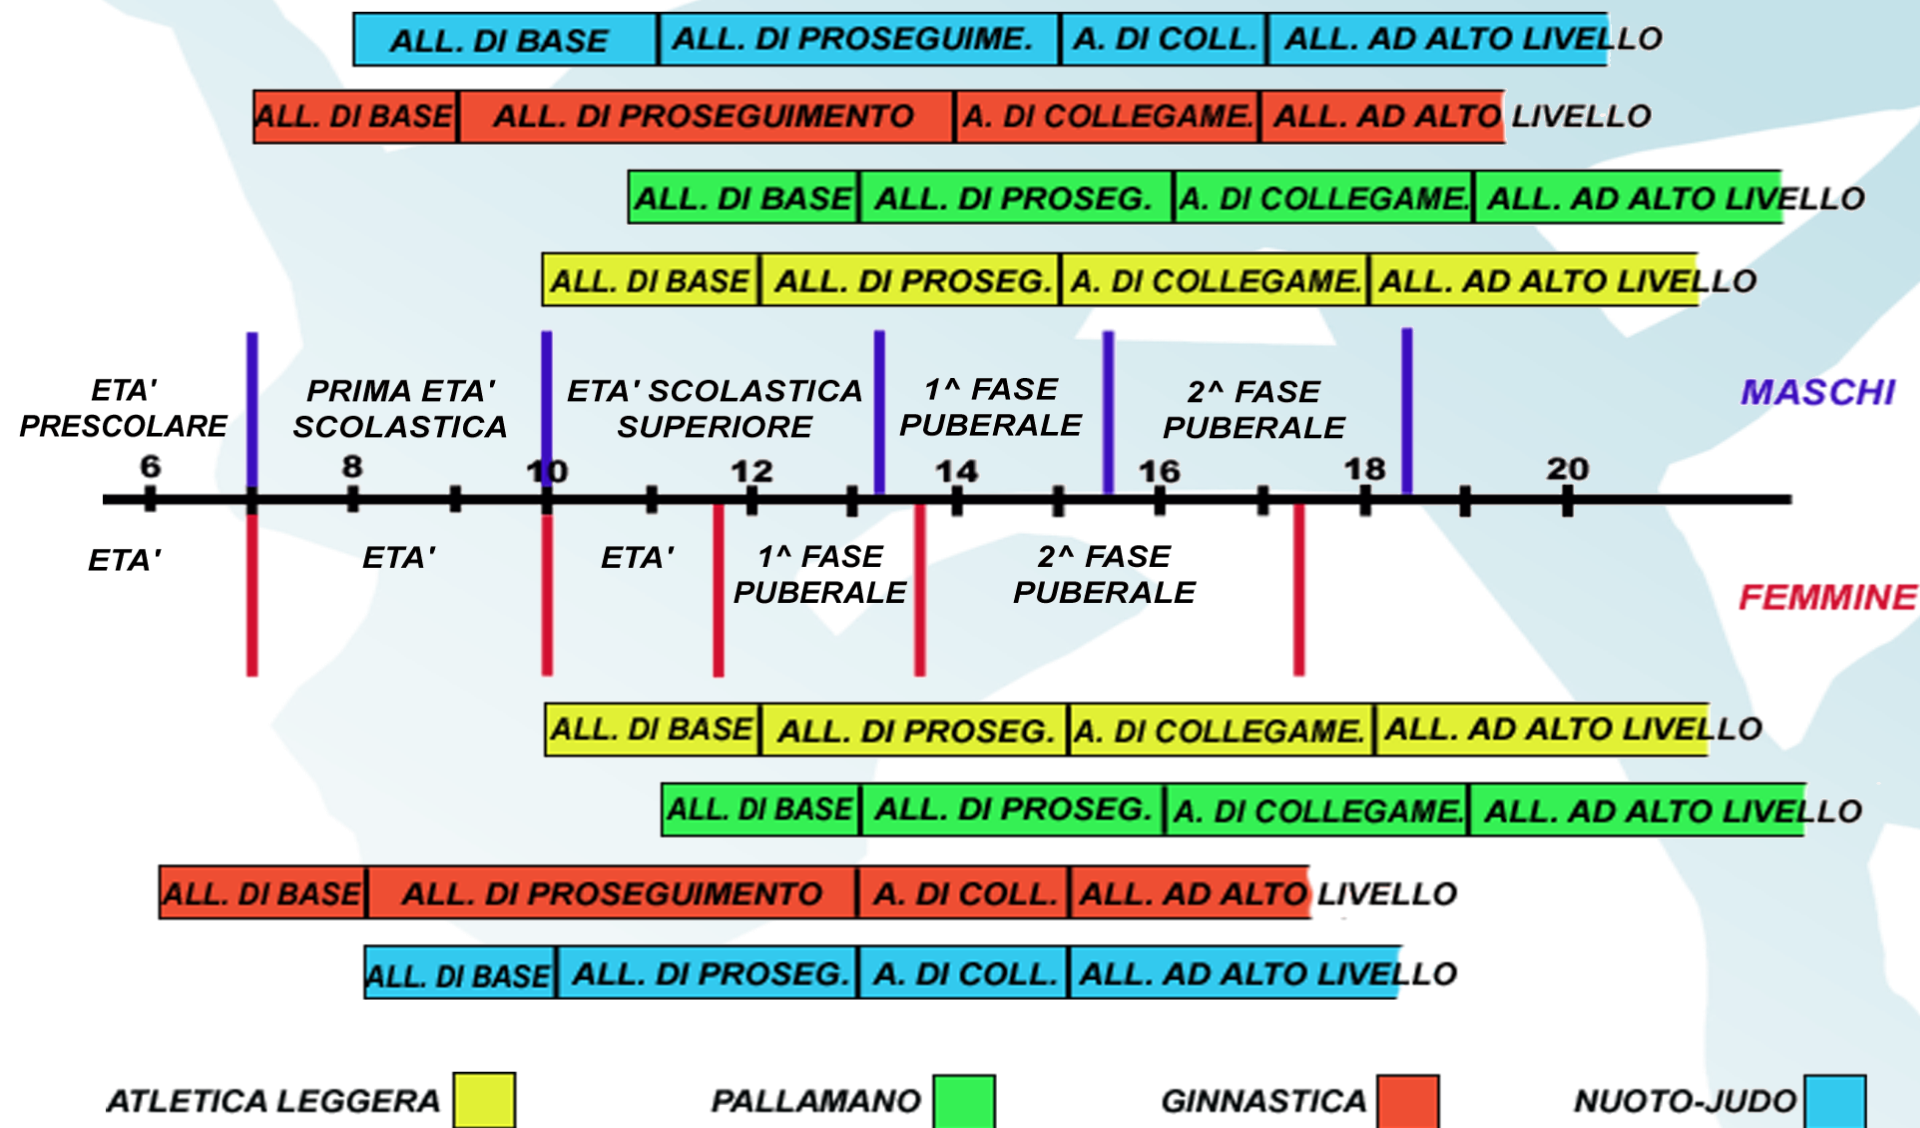 ALL. DI BASE ALL. DI PROSEGUIME. A. DI COLL. ALL. AD ALTO LIVELLO
ALL. DI BASE ALL. DI PROSEGUIMENTO A. DI COLLEGAME. ALL. AD ALTO LIVELLO
ALL. DI BASE ALL. DI PROSEG. A. DI COLLEGAME. ALL. AD ALTO LIVELLO
ALL. DI BASE ALL. DI PROSEG. A. DI COLLEGAME. ALL. AD ALTO LIVELLO
ETA' PRIMA ETA' ETA' SCOLASTICA 1^ FASE 2^ FASE MASCHI
PRESCOLARE SCOLASTICA SUPERIORE PUBERALE PUBERALE
6 8 10 12 14 16 18 20
ETA' ETA' ETA' 1^ FASE 2^ FASE
PUBERALE PUBERALE FEMMINE
ALL. DI BASE ALL. DI PROSEG. A. DI COLLEGAME. ALL. AD ALTO LIVELLO
ALL. DI BASE ALL. DI PROSEG. A. DI COLLEGAME. ALL. AD ALTO LIVELLO
ALL. DI BASE ALL. DI PROSEGUIMENTO A. DI COLL. ALL. AD ALTO LIVELLO
ALL. DI BASE ALL. DI PROSEG. A. DI COLL. ALL. AD ALTO LIVELLO
ATLETICA LEGGERA PALLAMANO GINNASTICA NUOTO-JUDO